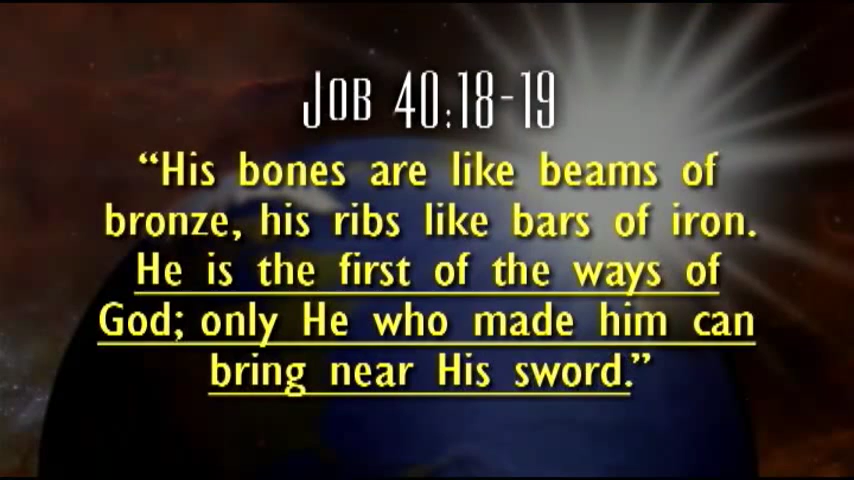 Job 40:18-19
“His bones are like beams of
bronze, his ribs like bars of iron.
He is the first of the ways of
God; only He who made him can
bring near His sword.”